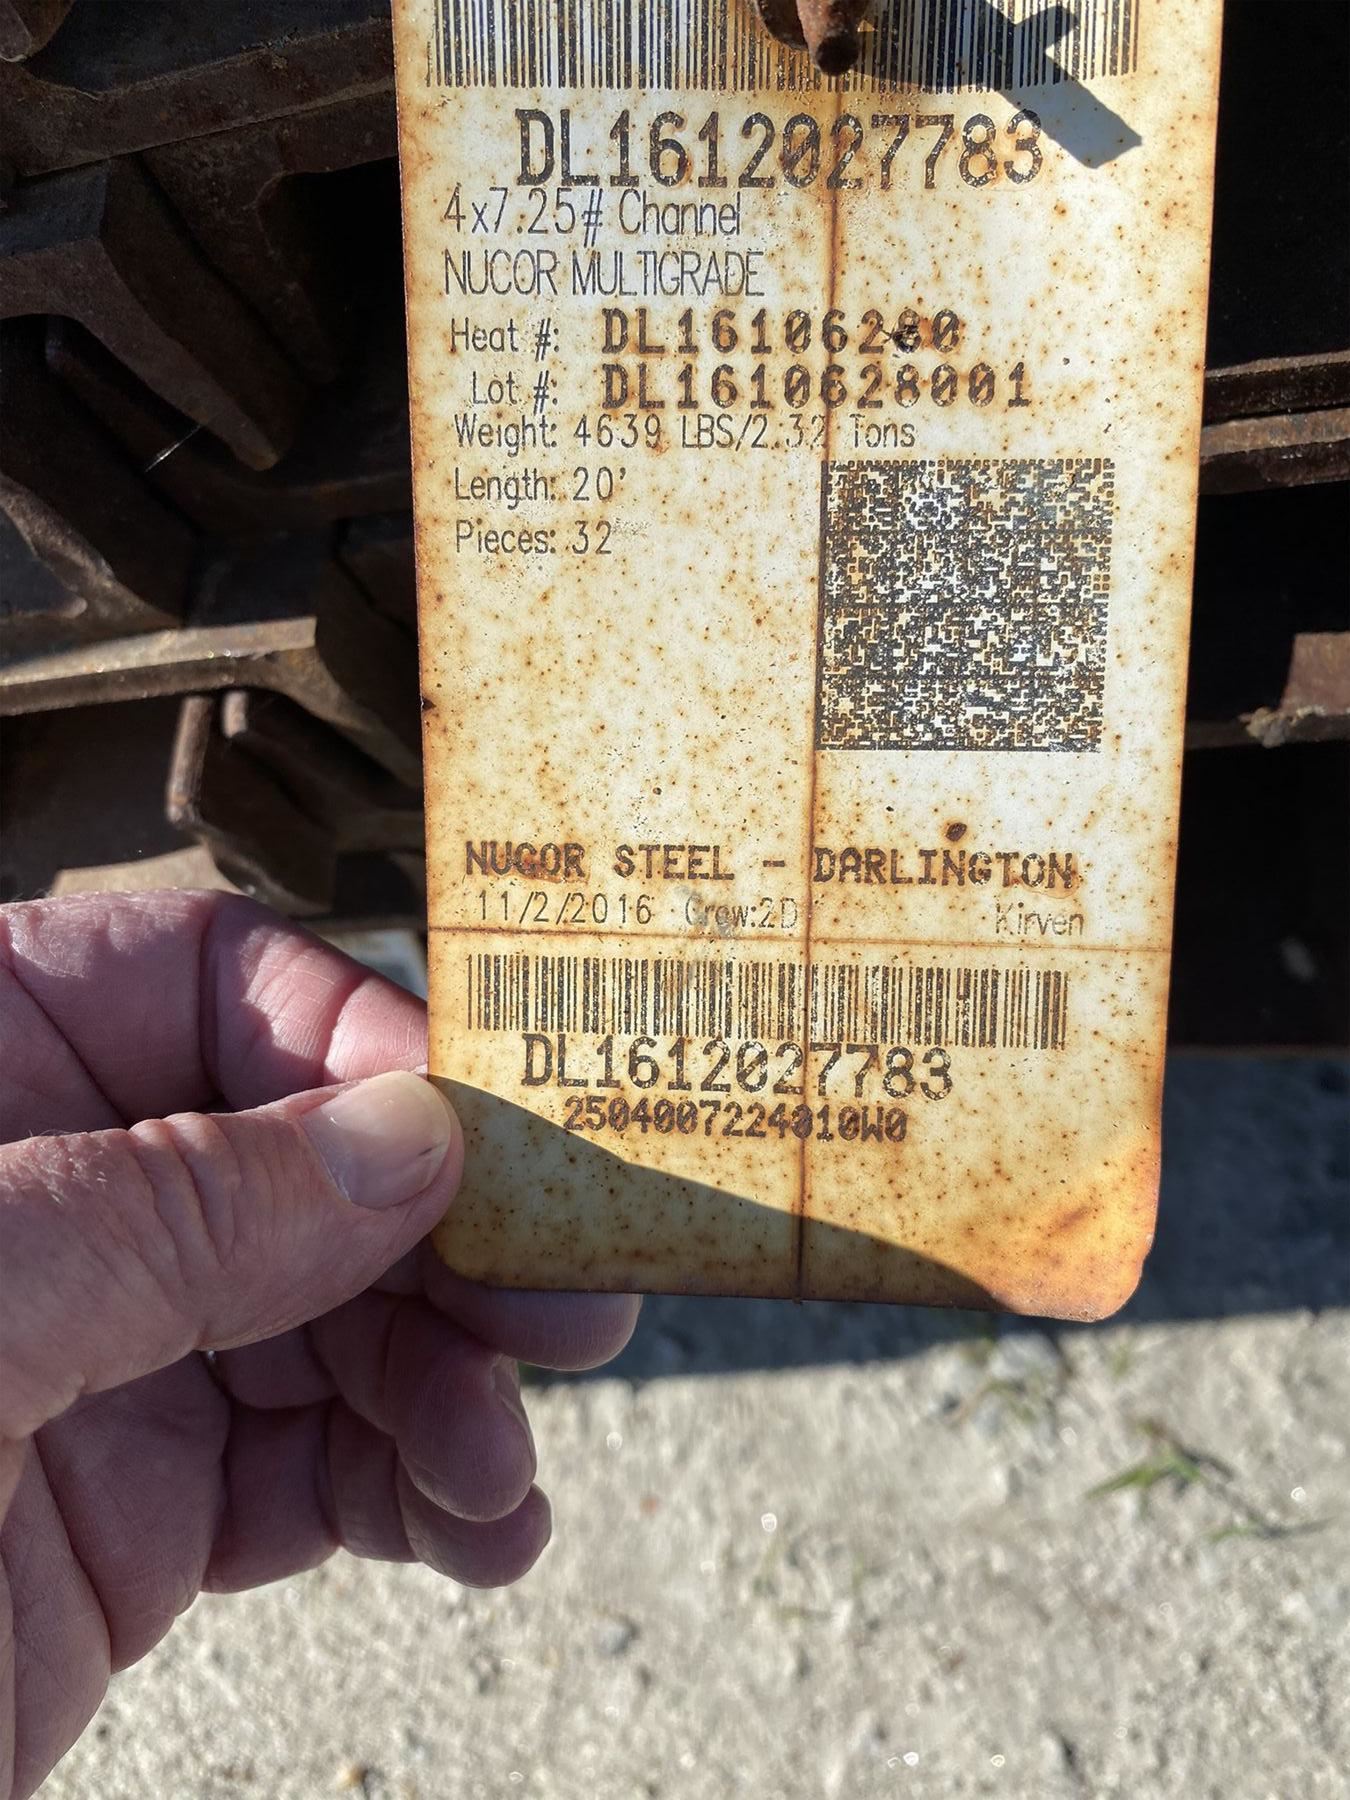 DL1612027783
4x7.25# Channel
NUCOR MULTIGRADE
Heat #: DL16106280
Lot #: DL1610628001
Weight: 4639 LBS/2.32 Tons
Length: 20'
Pieces: 32
NUCOR STEEL - DARLINGTON
11/2/2016 Crew:2D Kirven
DL1612027783
2504007224010W0